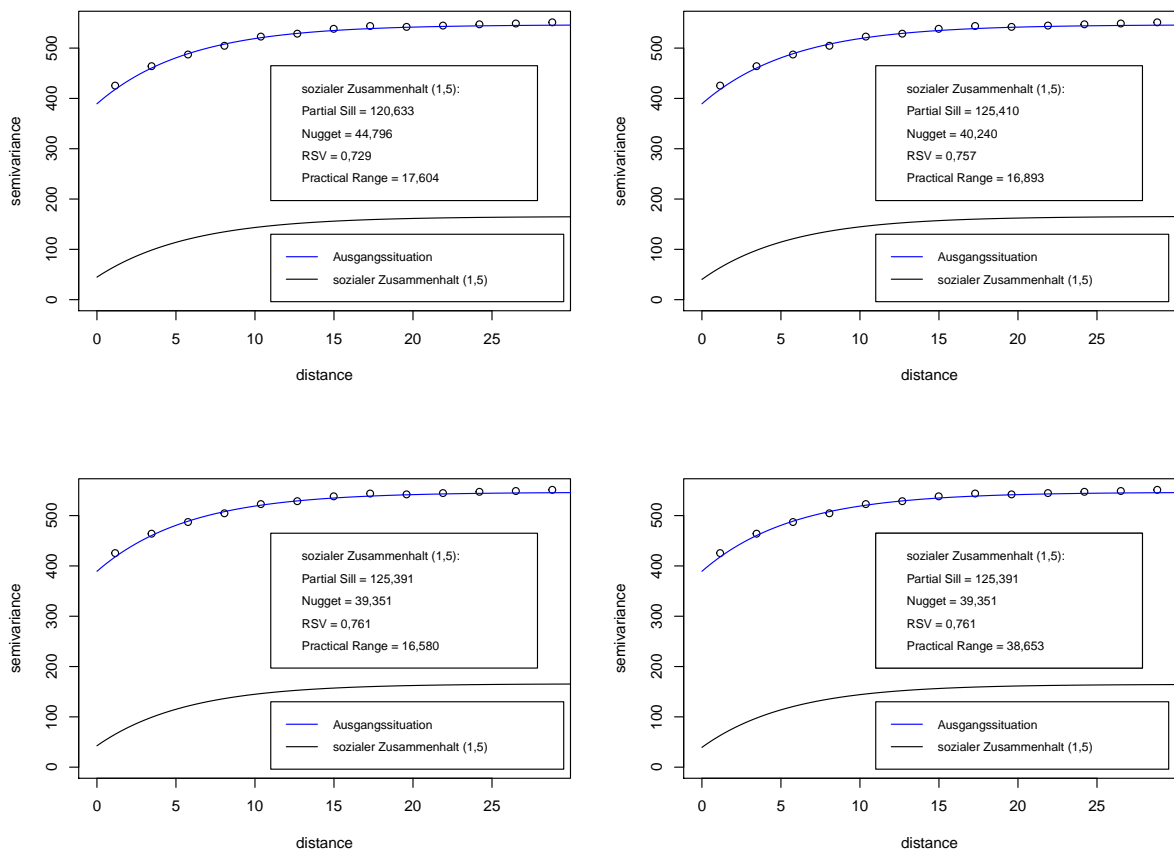 semivariance
500
400
300
200
100
0
sozialer Zusammenhalt (1,5):
Partial Sill = 120,633
Nugget = 44,796
RSV = 0,729
Practical Range = 17,604
Ausgangssituation
sozialer Zusammenhalt (1,5)
0 5 10 15 20 25
distance
semivariance
500
400
300
200
100
0
sozialer Zusammenhalt (1,5):
Partial Sill = 125,410
Nugget = 40,240
RSV = 0,757
Practical Range = 16,893
Ausgangssituation
sozialer Zusammenhalt (1,5)
0 5 10 15 20 25
distance
semivariance
500
400
300
200
100
0
sozialer Zusammenhalt (1,5):
Partial Sill = 125,391
Nugget = 39,351
RSV = 0,761
Practical Range = 16,580
Ausgangssituation
sozialer Zusammenhalt (1,5)
0 5 10 15 20 25
distance
semivariance
500
400
300
200
100
0
sozialer Zusammenhalt (1,5):
Partial Sill = 125,391
Nugget = 39,351
RSV = 0,761
Practical Range = 38,653
Ausgangssituation
sozialer Zusammenhalt (1,5)
0 5 10 15 20 25
distance